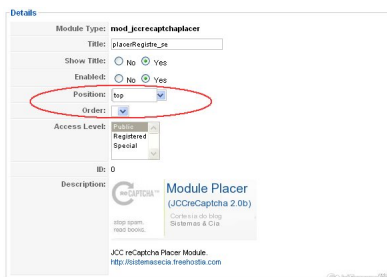 Details
Module Type: mod_jccrecaptchaplacer
Title: placerRegistre_se
Show Title: No Yes
Enabled: No Yes
Position: top
Order:
Access Level: Public
Registered
Special
ID: 0
Description:
reCAPTCHA™
stop spam.
read books.
Module Placer
(JCCreCaptcha 2.0b)
Cortesia do blog
Sistemas & Cia
JCC reCaptcha Placer Module.
http://sistemasecia.freehostia.com